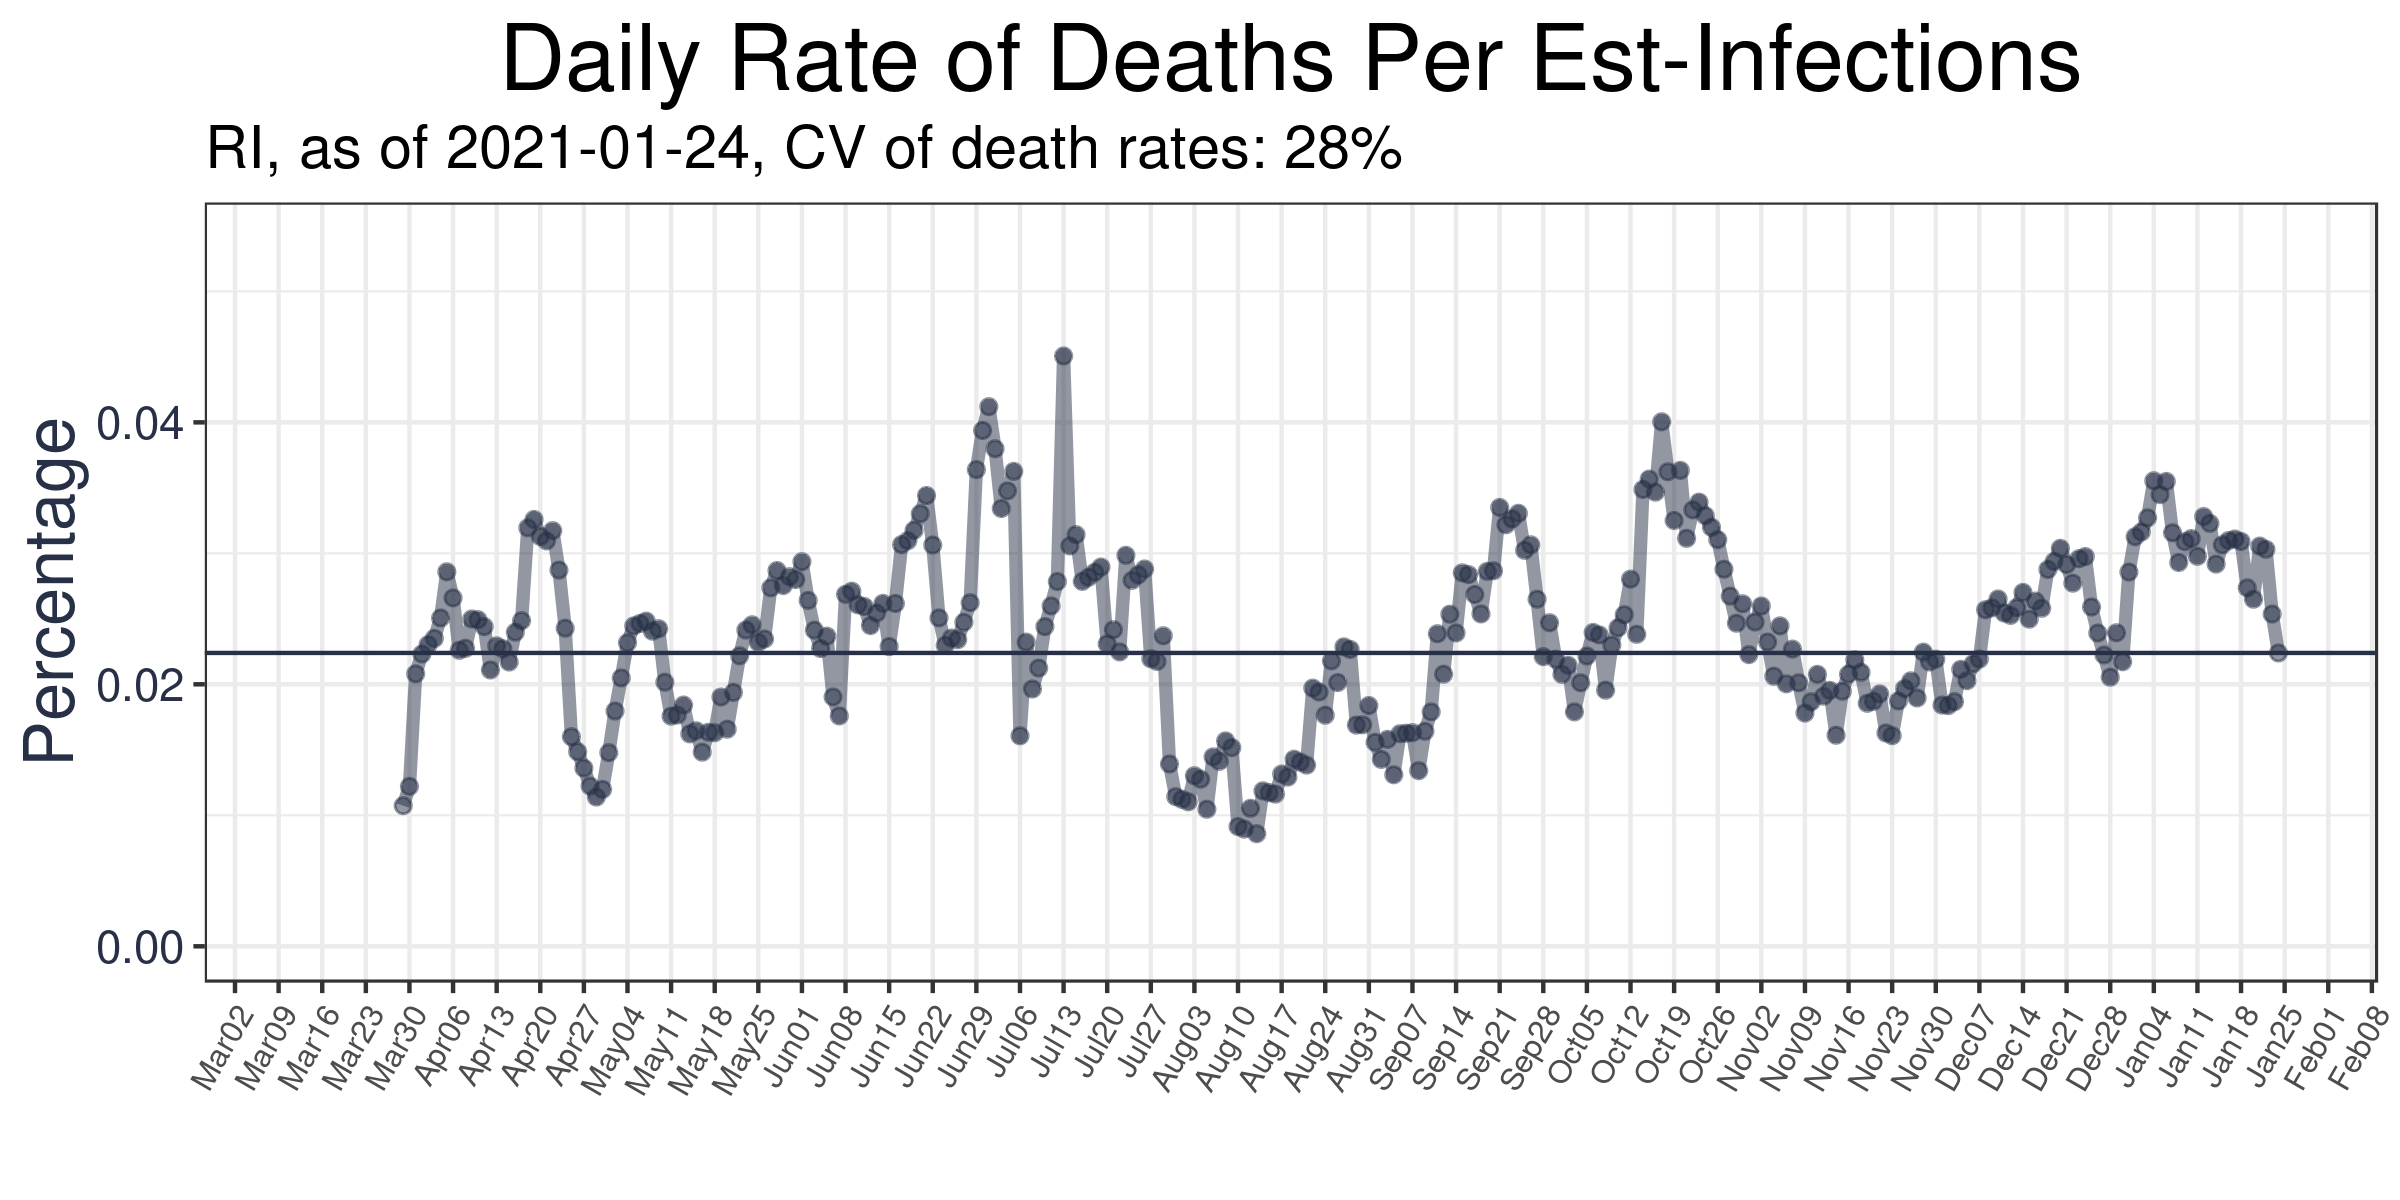 Daily Rate of Deaths Per Est-Infections
RI, as of 2021-01-24, CV of death rates: 28%
Percentage
0.04
0.02
0.00
Mar02
Mar09
Mar16
Mar23
Mar30
Apr06
Apr13
Apr20
Apr27
May04
May11
May18
May25
Jun01
Jun08
Jun15
Jun22
Jun29
Jul06
Jul13
Jul20
Jul27
Aug03
Aug10
Aug17
Aug24
Aug31
Sep07
Sep14
Sep21
Sep28
Oct05
Oct12
Oct19
Oct26
Nov02
Nov09
Nov16
Nov23
Nov30
Dec07
Dec14
Dec21
Dec28
Jan04
Jan11
Jan18
Jan25
Feb01
Feb08